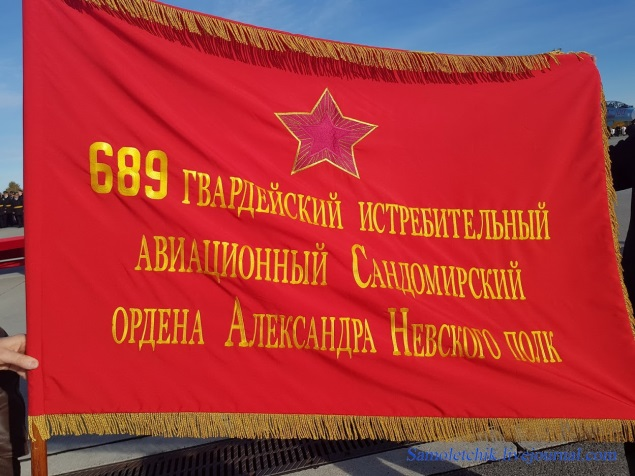 689 ГВАРДЕЙСКИЙ ИСТРЕБИТЕЛЬНЫЙ
АВИАЦИОННЫЙ САНДОМИРСКИЙ
ОРДЕНА АЛЕКСАНДРА НЕВСКОГО ПОЛК
Samoletchik.livejournal.com